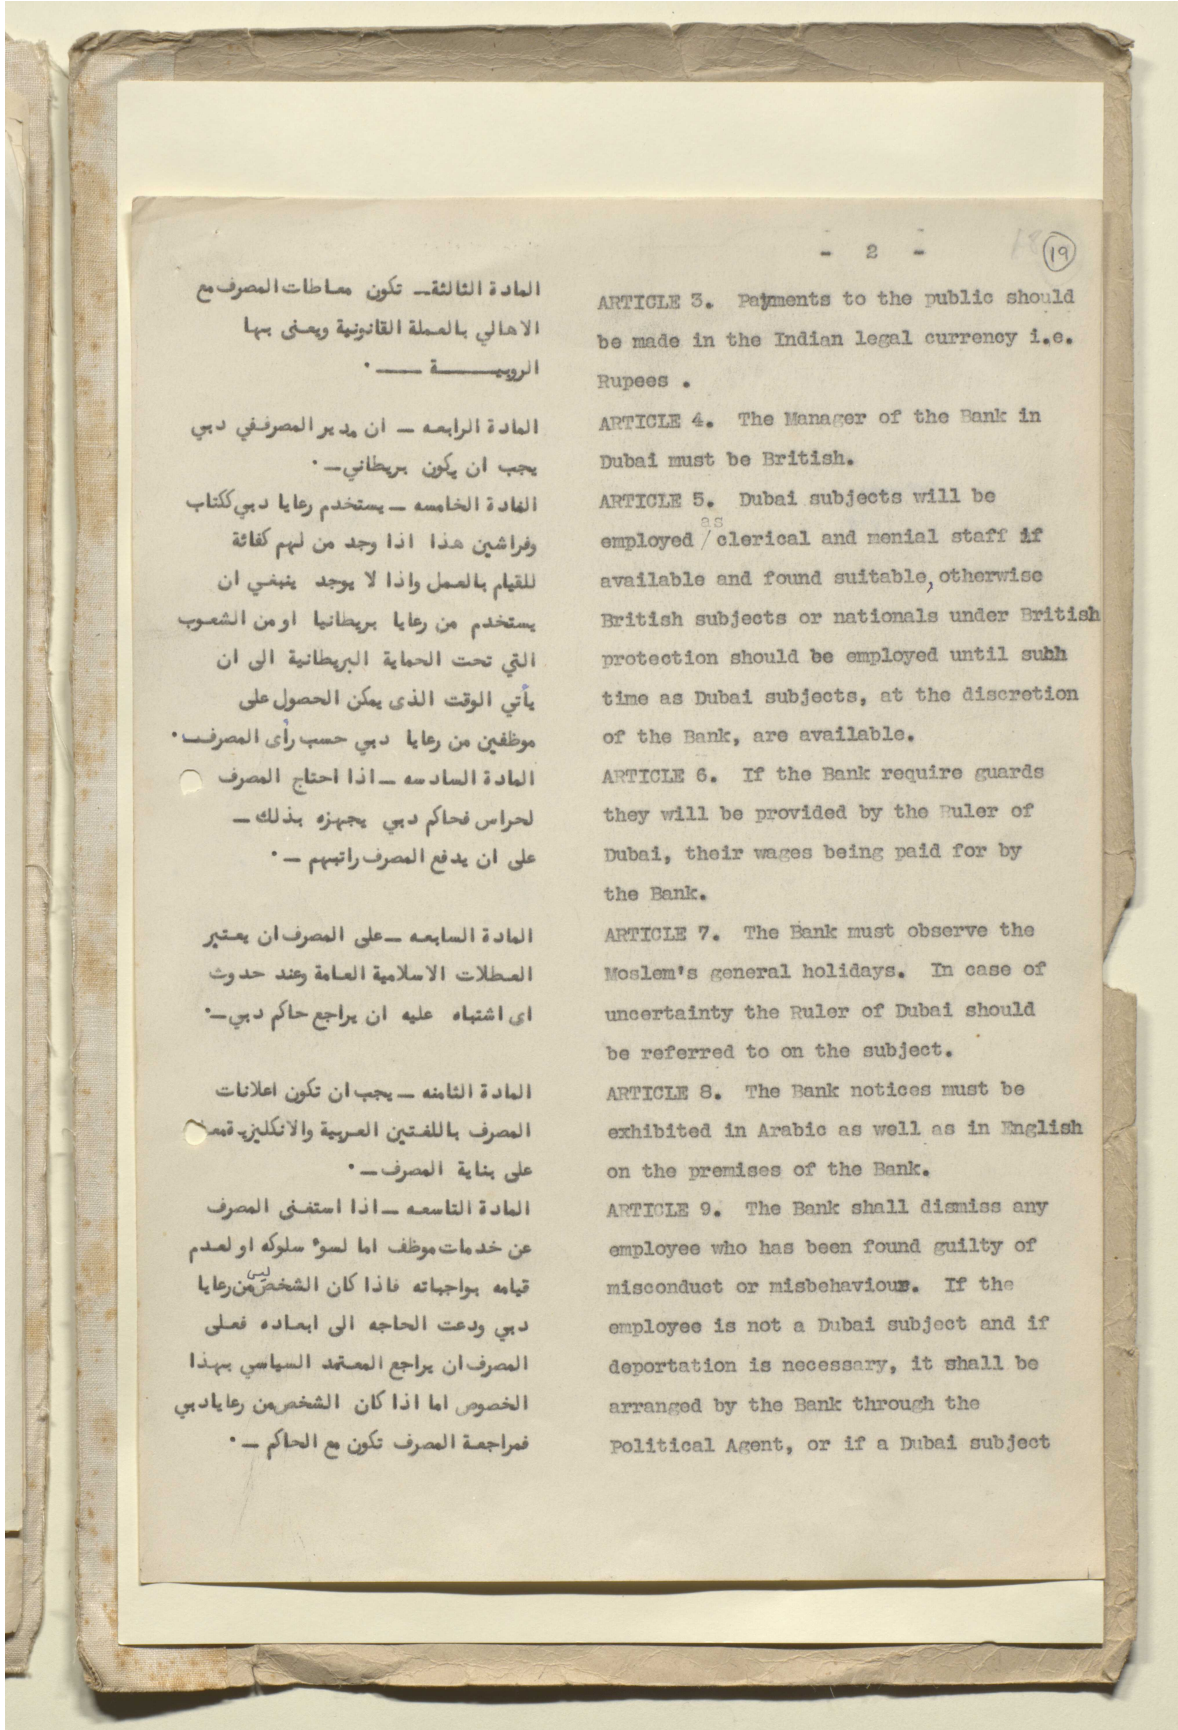 - 2 -
18
19
المادة الثالثة_ تكون معاطات المصرف مع
الاهالي بالعملة القانونية ويعنى بها
الروبيـــة ___ .
المادة الرابعه _ ان مدير المصرففي دبي
يجب ان يكون بريطاني_ .
الفادة الخامسه _ يستخدم رعايا دبي ككتاب
وفراشين هذا اذا وجد من لهم كفائة
للقيام بالعمل واذا لا يوجد ينبغي ان
يستخدم من رعايا بريطانيا او من الشعوب
التي تحت الحماية البريطانية الى ان
يأتي الوقت الذى يمكن الحصول على
موظفين من رعايا دبي حسب رأى المصرفـ .
المادة السادسه _ اذا احتاج المصرف
لحراس فحاكم دبي يجهزه بذلك _
على ان يدفع المصرف راتبهم _ .
المادة السابعه _ على المصرف ان يعتبر
العطلات الاسلامية العامة وعند حدوث
اى اشتباه عليه ان يراجع حاكم دبي _.
المادة الثامنه _ يجب ان تكون اعلانات
المصرف باللغتين العربية والانكليزية
على بناية المصرف _ .
المادة التاسعه _ اذا استغنى المصرف
عن خدمات موظف اما لسوء سلوكه او لعدم
قيامه بواجباته فاذا كان الشخص ليس من رعايا
دبي ودعت الحاجه الى ابعاده فعلى
المصرف ان يراجع المعتمد السياسي بهذا
الخصوص اما اذا كان الشخص من رعايا دبي
فمراجعة المصرف تكون مع الحاكم _ .
ARTICLE 3. Payments to the public should
be made in the Indian legal currency i.e.
Rupees .
ARTICLE 4. The Manager of the Bank in
Dubai must be British.
ARTICLE 5. Dubai subjects will be
employed / as clerical and menial staff if
available and found suitable, otherwise
British subjects or nationals under British
protection should be employed until suhh
time as Dubai subjects, at the discretion
of the Bank, are available.
ARTICLE 6. If the Bank require guards
they will be provided by the Ruler of
Dubai, their wages being paid for by
the Bank.
ARTICLE 7. The Bank must observe the
Moslem's general holidays. In case of
uncertainty the Ruler of Dubai should
be referred to on the subject.
ARTICLE 8. The Bank notices must be
exhibited in Arabic as well as in English
on the premises of the Bank.
ARTICLE 9. The Bank shall dismiss any
employee who has been found guilty of
misconduct or misbehaviour. If the
employee is not a Dubai subject and if
deportation is necessary, it shall be
arranged by the Bank through the
Political Agent, or if a Dubai subject